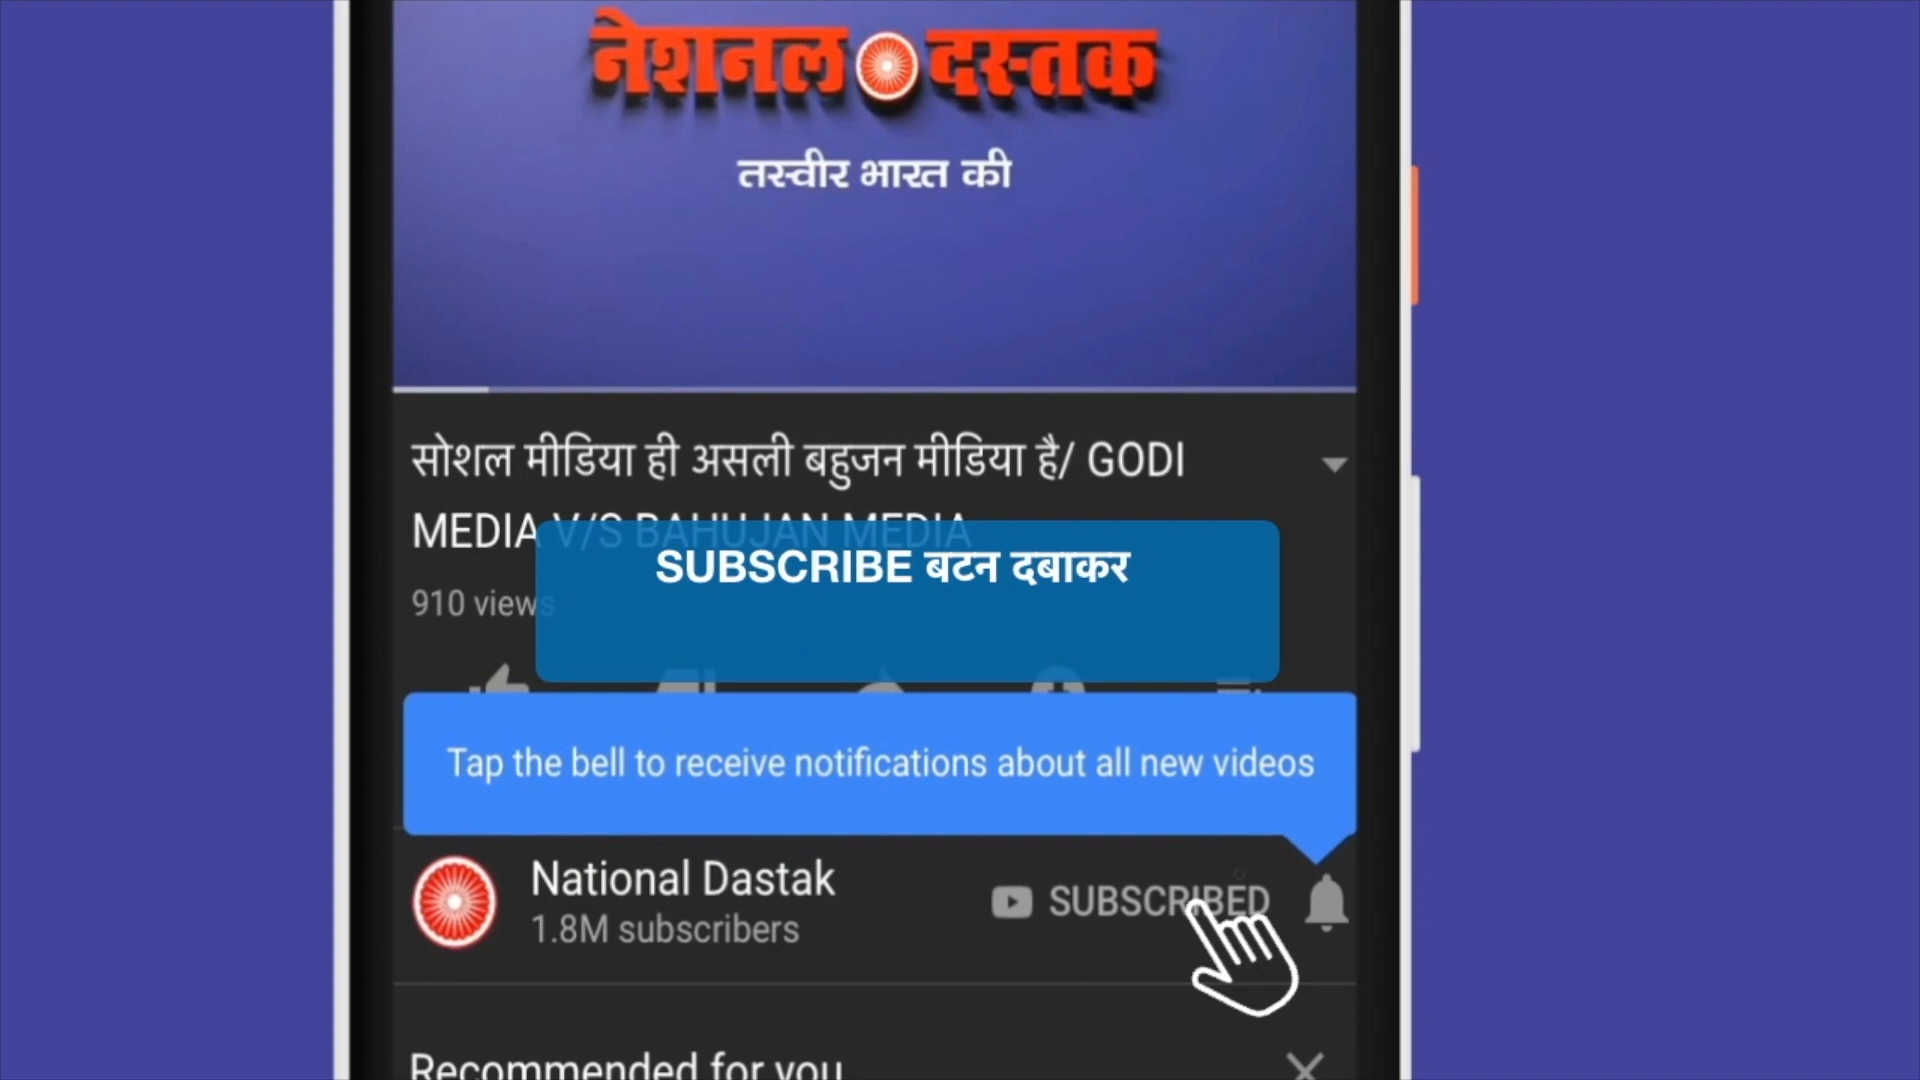 नेशनल दस्तक
तस्वीर भारत की
सोशल मीडिया ही असली बहुजन मीडिया है/ GODI
MEDIA V/S BAHUJAN MEDIA
910 views
SUBSCRIBE बटन दबाकर
Tap the bell to receive notifications about all new videos
National Dastak
1.8M subscribers
SUBSCRIBED
Recommended for you